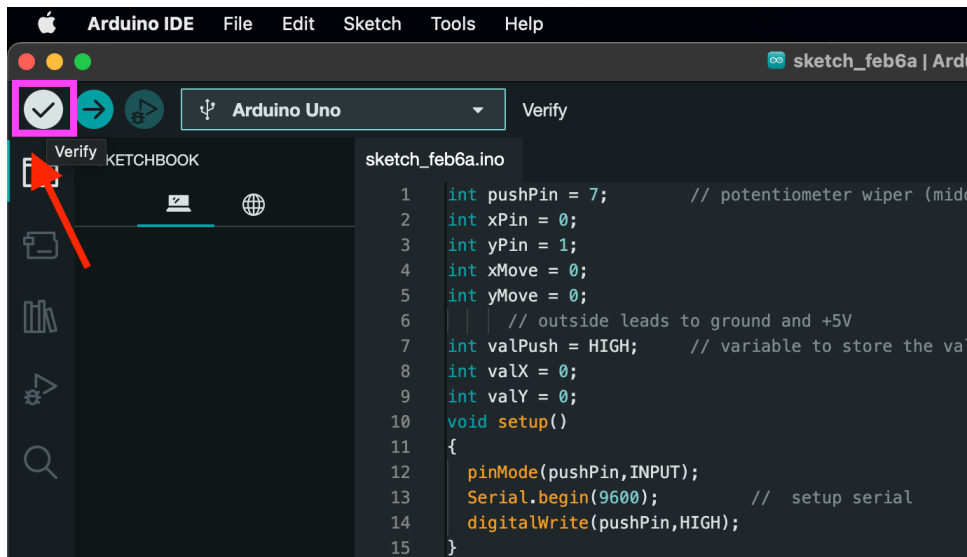 Arduino IDE File Edit Sketch Tools Help
sketch_feb6a | Ard
Arduino Uno
Verify
Verify
KETCHBOOK
sketch_feb6a.ino
1 int pushPin = 7; // potentiometer wiper (mid
2 int xPin = 0;
3 int yPin = 1;
4 int xMove = 0;
5 int yMove = 0;
6 // outside leads to ground and +5V
7 int valPush = HIGH; // variable to store the va
8 int valX = 0;
9 int valY = 0;
10 void setup()
11 {
12 pinMode(pushPin,INPUT);
13 Serial.begin(9600); // setup serial
14 digitalWrite(pushPin,HIGH);
15 }